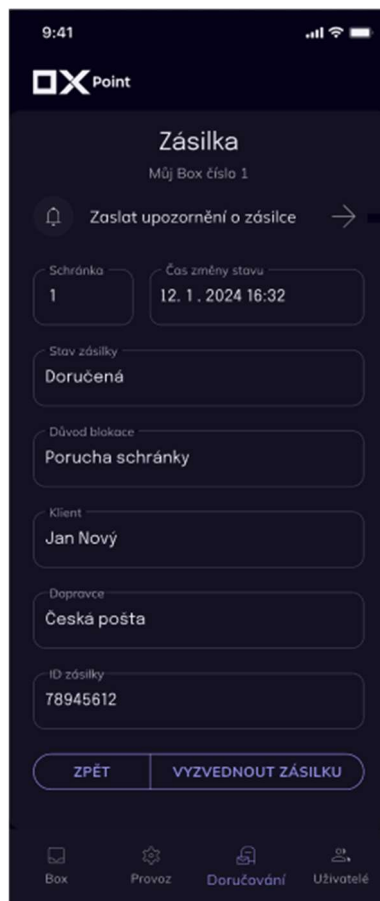 9:41
OX Point
Zásilka
Můj Box číslo 1
Zaslat upozornění o zásilce
Schránka
1
Čas změny stavu
12. 1 . 2024 16:32
Stav zásilky
Doručená
Důvod blokace
Porucha schránky
Klient
Jan Nový
Dopravce
Česká pošta
ID zásilky
78945612
ZPĚT VYZVEDNOUT ZÁSILKU
Box Provoz Doručování Uživatelé